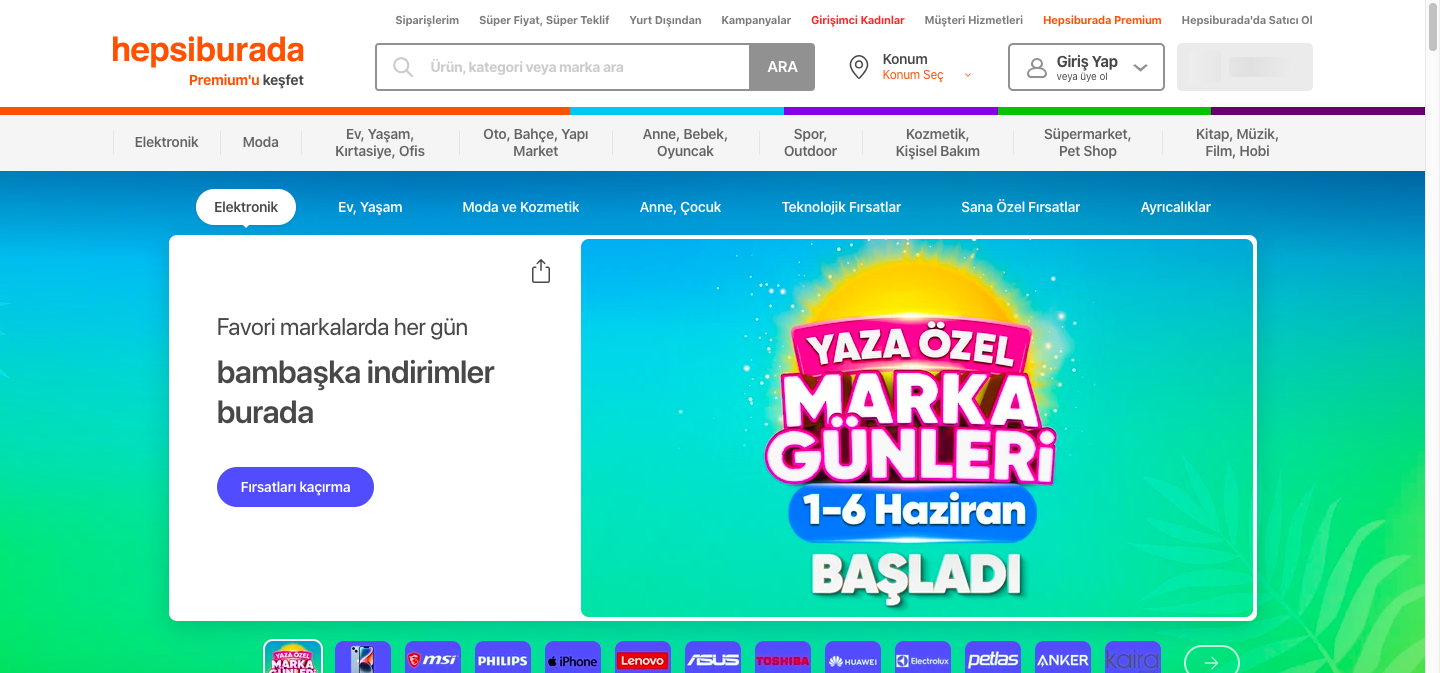 Siparişlerim
Süper Fiyat, Süper Teklif
Yurt Dışından
Kampanyalar
Girişimci Kadınlar
Müşteri Hizmetleri
Hepsiburada Premium
Hepsiburada'da Satıcı Ol
hepsiburada
Premium'u keşfet
Ürün, kategori veya marka ara
ARA
Konum
Konum Seç
Giriş Yap
veya üye ol
Elektronik
Moda
Ev, Yaşam,
Kırtasiye, Ofis
Oto, Bahçe, Yapı
Market
Anne, Bebek,
Oyuncak
Spor,
Outdoor
Kozmetik,
Kişisel Bakım
Süpermarket,
Pet Shop
Kitap, Müzik,
Film, Hobi
Elektronik
Ev, Yaşam
Moda ve Kozmetik
Anne, Çocuk
Teknolojik Fırsatlar
Sana Özel Fırsatlar
Ayrıcalıklar
Favori markalarda her gün
bambaşka indirimler
burada
Fırsatları kaçırma
YAZA ÖZEL
MARKA
GÜNLERİ
1-6 Haziran
BAŞLADI
YAZA ÖZEL
MARKA
GÜNLERİ
msi
PHILIPS
iPhone
Lenovo
ASUS
TOSHIBA
HUAWEI
Electrolux
petlas
ANKER
kaira